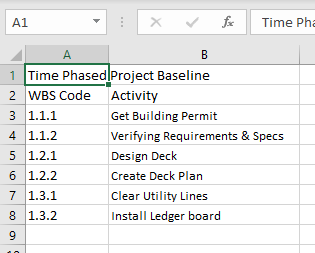 A1 fx Time Pha
A B
1 Time Phased Project Baseline
2 WBS Code Activity
3 1.1.1 Get Building Permit
4 1.1.2 Verifying Requirements & Specs
5 1.2.1 Design Deck
6 1.2.2 Create Deck Plan
7 1.3.1 Clear Utility Lines
8 1.3.2 Install Ledger board
9